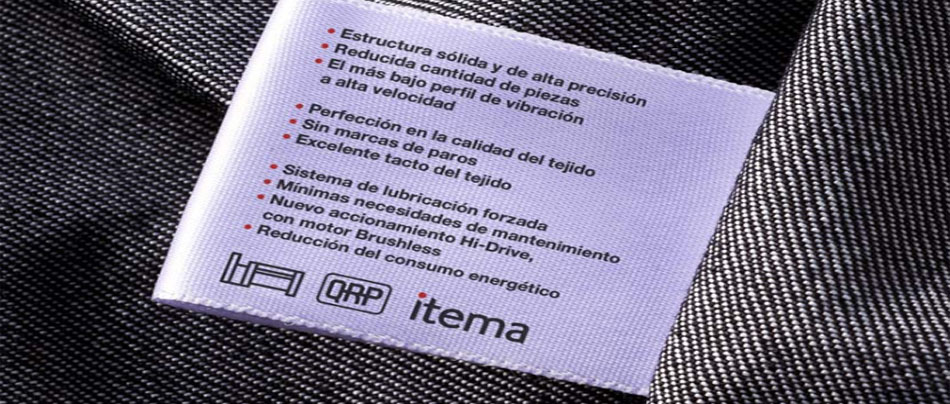 • Estructura sólida y de alta precisión
• Reducida cantidad de piezas
• El más bajo perfil de vibración
a alta velocidad
• Perfección en la calidad del tejido
• Sin marcas de paros
• Excelente tacto del tejido
• Sistema de lubricación forzada
• Mínimas necesidades de mantenimiento
• Nuevo accionamiento Hi-Drive,
con motor Brushless
• Reducción del consumo energético
QRP itema